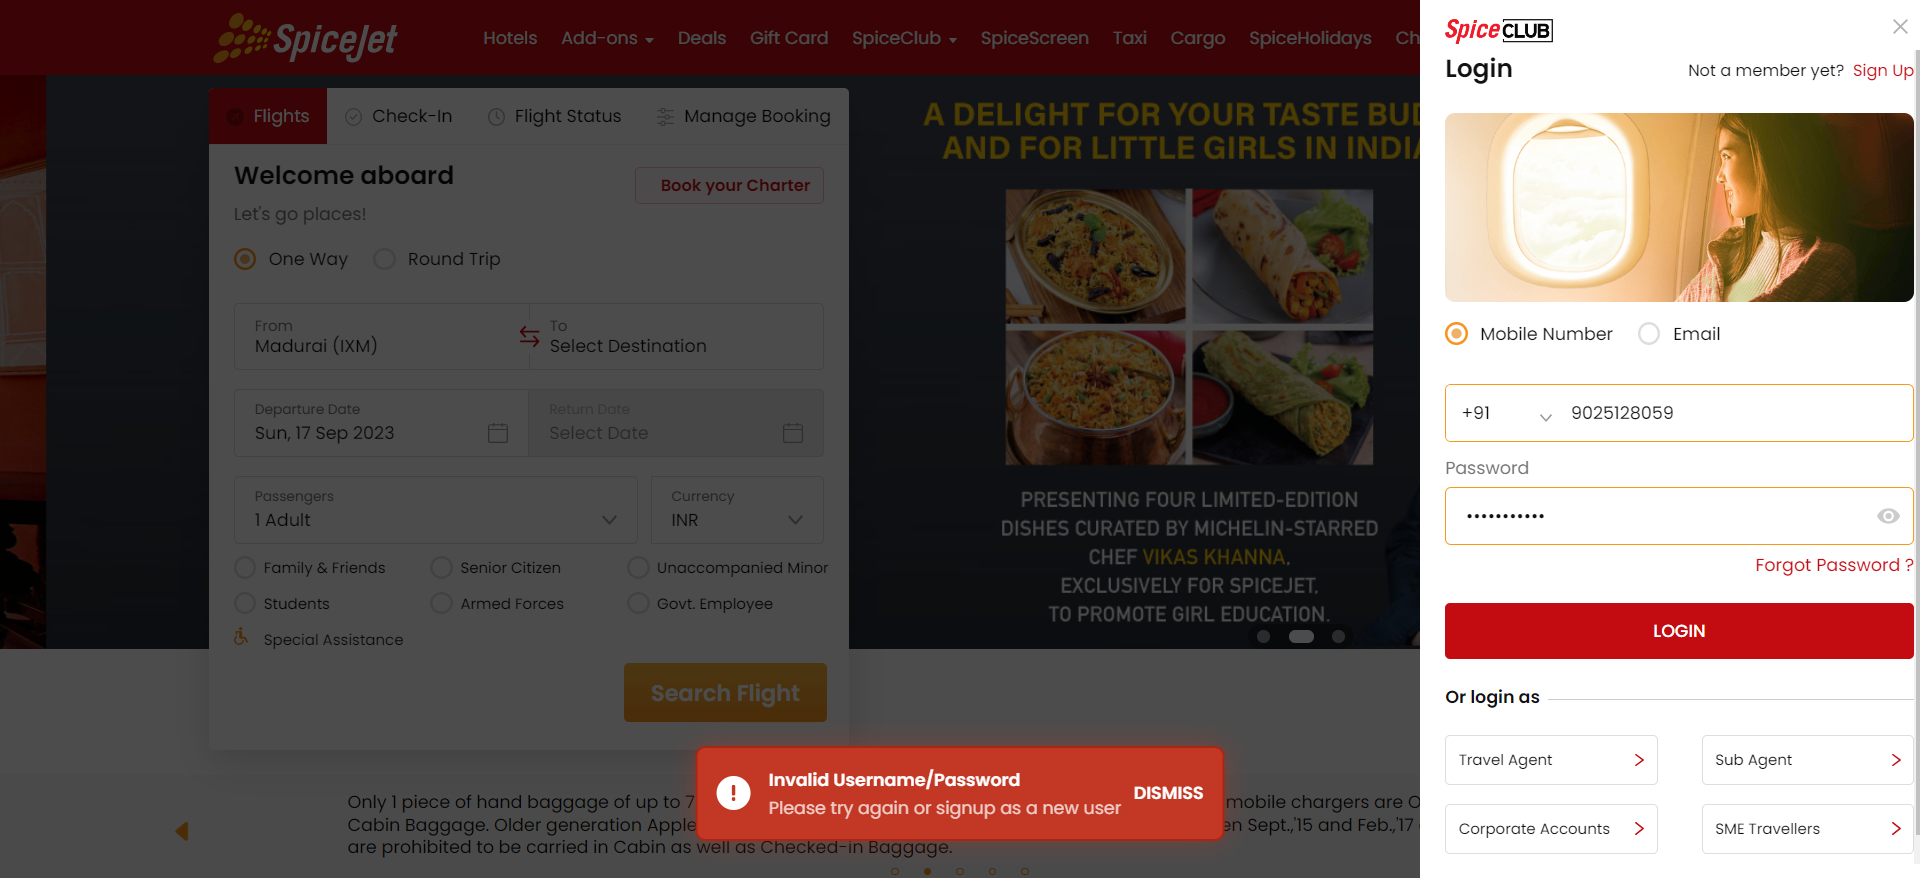 SpiceJet
Hotels Add-ons Deals Gift Card SpiceClub SpiceScreen Taxi Cargo SpiceHolidays Ch
Flights Check-In Flight Status Manage Booking
Welcome aboard
Book your Charter
Let's go places!
One Way Round Trip
From
Madurai (IXM)
To
Select Destination
Departure Date
Sun, 17 Sep 2023
Return Date
Select Date
Passengers
1 Adult
Currency
INR
Family & Friends Senior Citizen Unaccompanied Minor
Students Armed Forces Govt. Employee
Special Assistance
Search Flight
A DELIGHT FOR YOUR TASTE BU
AND FOR LITTLE GIRLS IN INDIA
PRESENTING FOUR LIMITED-EDITION
DISHES CURATED BY MICHELIN-STARRED
CHEF VIKAS KHANNA,
EXCLUSIVELY FOR SPICEJET,
TO PROMOTE GIRL EDUCATION.
Only 1 piece of hand baggage of up to 7 mobile chargers are O
Cabin Baggage. Older generation Apple en Sept.,'15 and Feb.,'17
are prohibited to be carried in Cabin as well as Checked-in Baggage.
Invalid Username/Password
Please try again or signup as a new user
DISMISS
SpiceCLUB
Login
Not a member yet? Sign Up
Mobile Number Email
+91 9025128059
Password
Forgot Password ?
LOGIN
Or login as
Travel Agent Sub Agent
Corporate Accounts SME Travellers